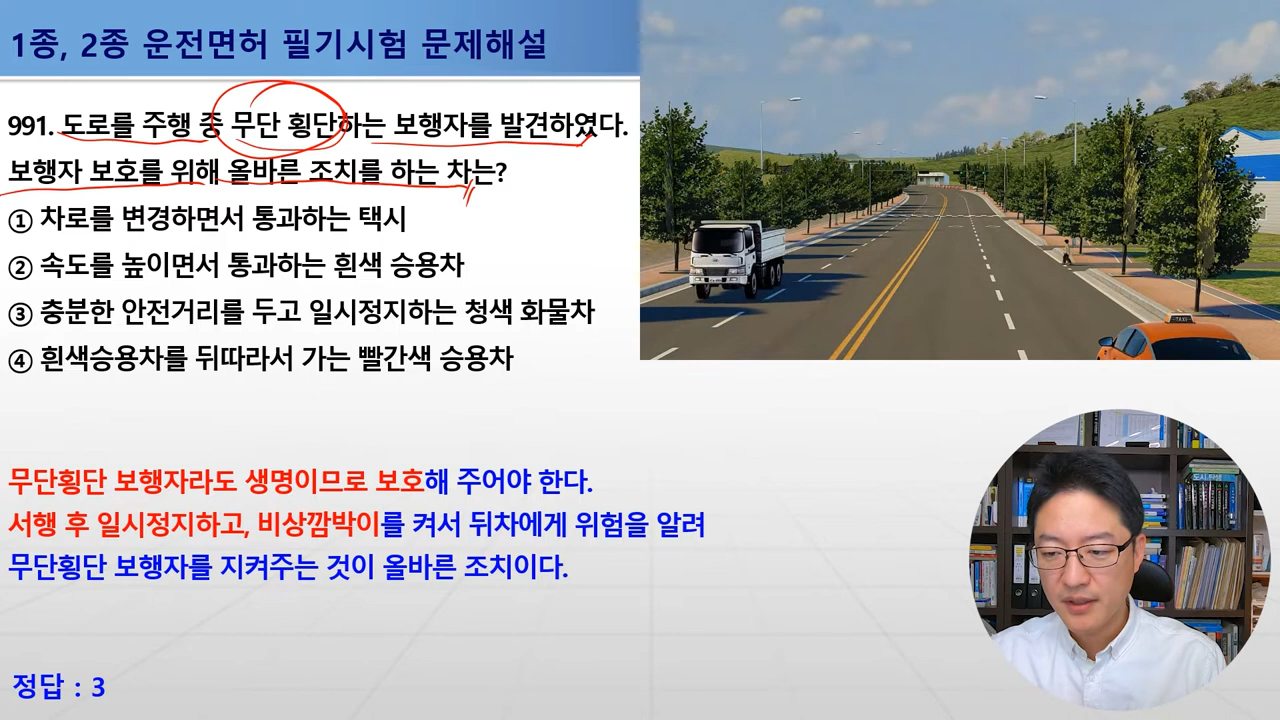 1종, 2종 운전면허 필기시험 문제해설
991. 도로를 주행 중 무단 횡단하는 보행자를 발견하였다.
보행자 보호를 위해 올바른 조치를 하는 차는?
① 차로를 변경하면서 통과하는 택시
② 속도를 높이면서 통과하는 흰색 승용차
③ 충분한 안전거리를 두고 일시정지하는 청색 화물차
④ 흰색승용차를 뒤따라서 가는 빨간색 승용차
TAXI
무단횡단 보행자라도 생명이므로 보호해 주어야 한다.
서행 후 일시정지하고, 비상깜박이를 켜서 뒤차에게 위험을 알려
무단횡단 보행자를 지켜주는 것이 올바른 조치이다.
정답 : 3